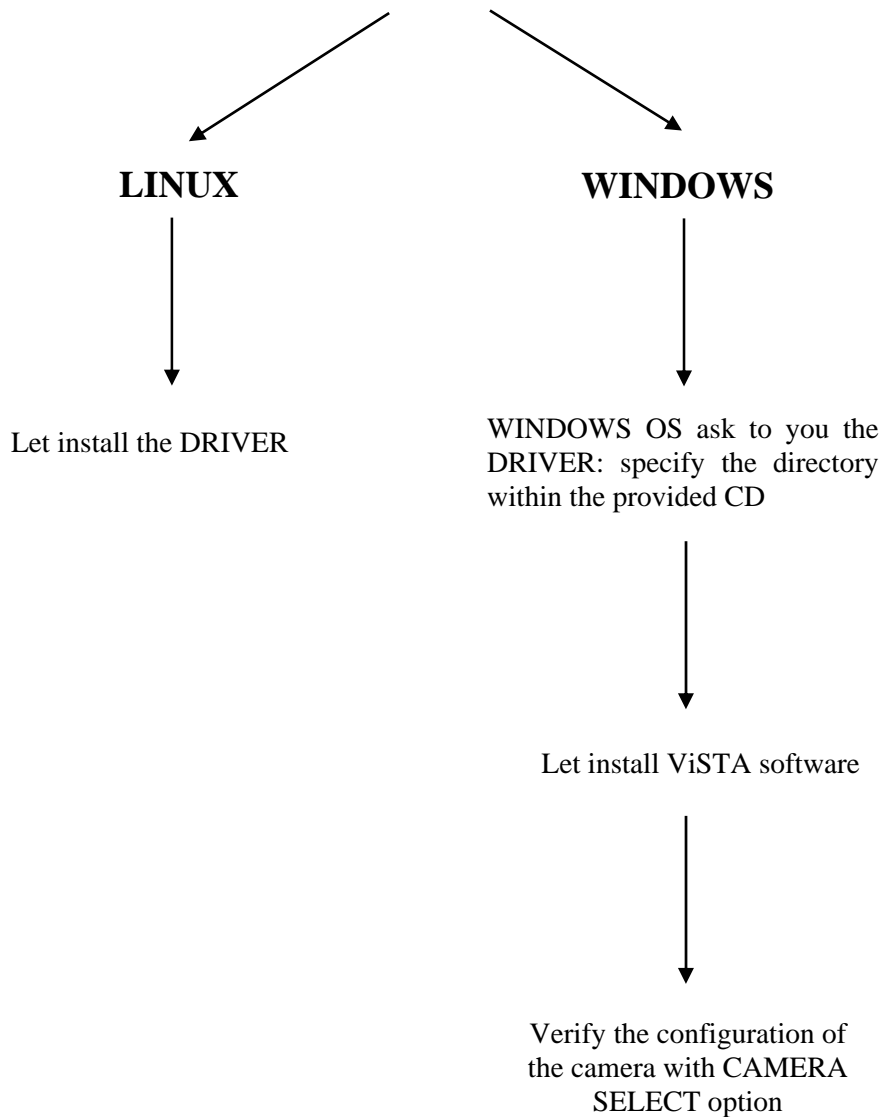 LINUX
WINDOWS
Let install the DRIVER
WINDOWS OS ask to you the
DRIVER: specify the directory
within the provided CD
Let install ViSTA software
Verify the configuration of
the camera with CAMERA
SELECT option